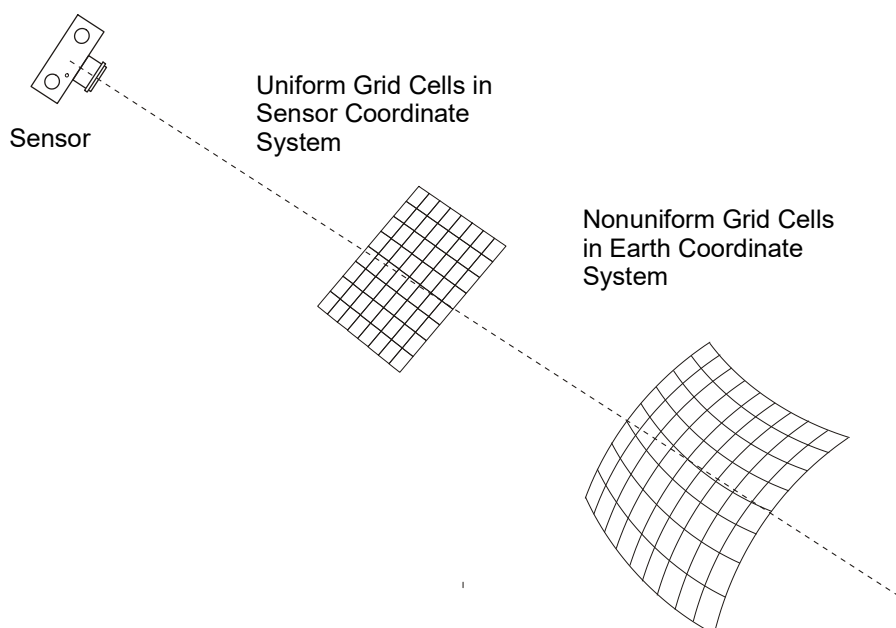 Sensor
Uniform Grid Cells in
Sensor Coordinate
System
Nonuniform Grid Cells
in Earth Coordinate
System